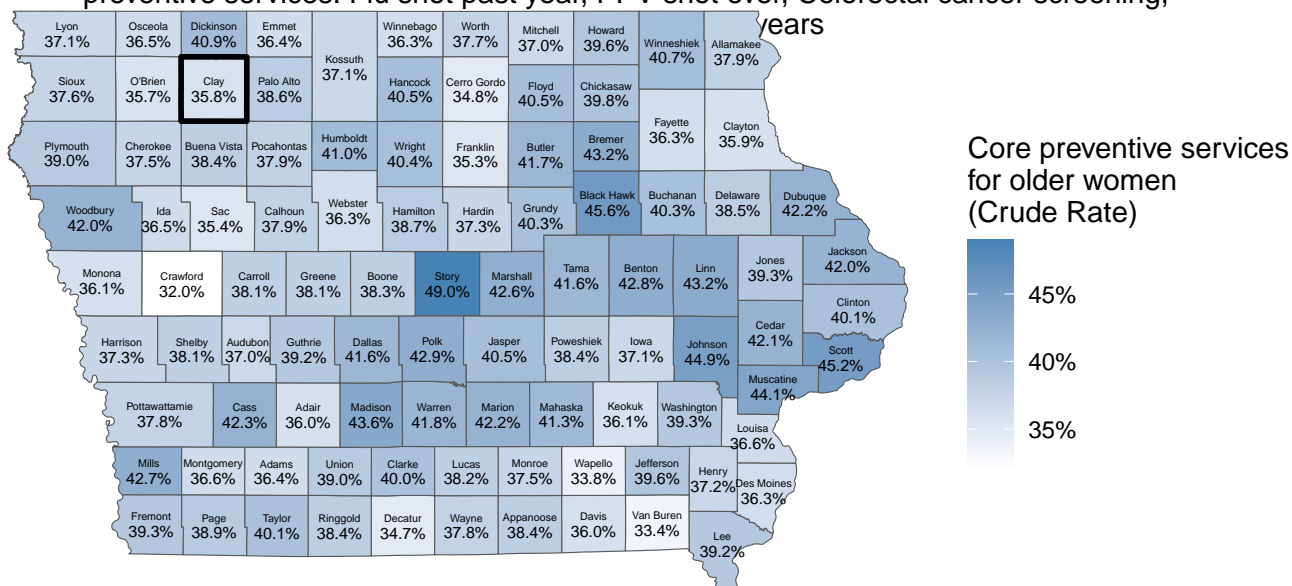 preventive services: Flu shot past year, PPV shot ever, Colorectal cancer screening,
years
Lyon
37.1%
Osceola
36.5%
Dickinson
40.9%
Emmet
36.4%
Kossuth
37.1%
Winnebago
36.3%
Worth
37.7%
Mitchell
37.0%
Howard
39.6%
Winneshiek
40.7%
Allamakee
37.9%
Sioux
37.6%
O'Brien
35.7%
Clay
35.8%
Palo Alto
38.6%
Hancock
40.5%
Cerro Gordo
34.8%
Floyd
40.5%
Chickasaw
39.8%
Fayette
36.3%
Clayton
35.9%
Plymouth
39.0%
Cherokee
37.5%
Buena Vista
38.4%
Pocahontas
37.9%
Humboldt
41.0%
Wright
40.4%
Franklin
35.3%
Butler
41.7%
Bremer
43.2%
Woodbury
42.0%
Ida
36.5%
Sac
35.4%
Calhoun
37.9%
Webster
36.3%
Hamilton
38.7%
Hardin
37.3%
Grundy
40.3%
Black Hawk
45.6%
Buchanan
40.3%
Delaware
38.5%
Dubuque
42.2%
Monona
36.1%
Crawford
32.0%
Carroll
38.1%
Greene
38.1%
Boone
38.3%
Story
49.0%
Marshall
42.6%
Tama
41.6%
Benton
42.8%
Linn
43.2%
Jones
39.3%
Jackson
42.0%
Clinton
40.1%
Harrison
37.3%
Shelby
38.1%
Audubon
37.0%
Guthrie
39.2%
Dallas
41.6%
Polk
42.9%
Jasper
40.5%
Poweshiek
38.4%
Iowa
37.1%
Johnson
44.9%
Cedar
42.1%
Scott
45.2%
Muscatine
44.1%
Pottawattamie
37.8%
Cass
42.3%
Adair
36.0%
Madison
43.6%
Warren
41.8%
Marion
42.2%
Mahaska
41.3%
Keokuk
36.1%
Washington
39.3%
Louisa
36.6%
Mills
42.7%
Montgomery
36.6%
Adams
36.4%
Union
39.0%
Clarke
40.0%
Lucas
38.2%
Monroe
37.5%
Wapello
33.8%
Jefferson
39.6%
Henry
37.2%
Des Moines
36.3%
Fremont
39.3%
Page
38.9%
Taylor
40.1%
Ringgold
38.4%
Decatur
34.7%
Wayne
37.8%
Appanoose
38.4%
Davis
36.0%
Van Buren
33.4%
Lee
39.2%
Core preventive services
for older women
(Crude Rate)
45%
40%
35%